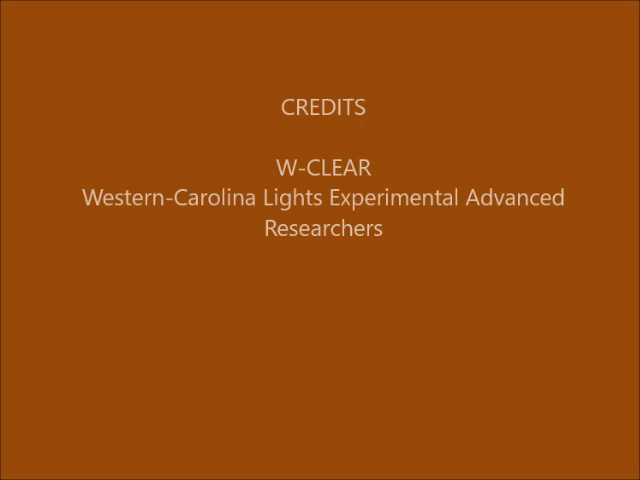 CREDITS
W-CLEAR
Western-Carolina Lights Experimental Advanced
Researchers